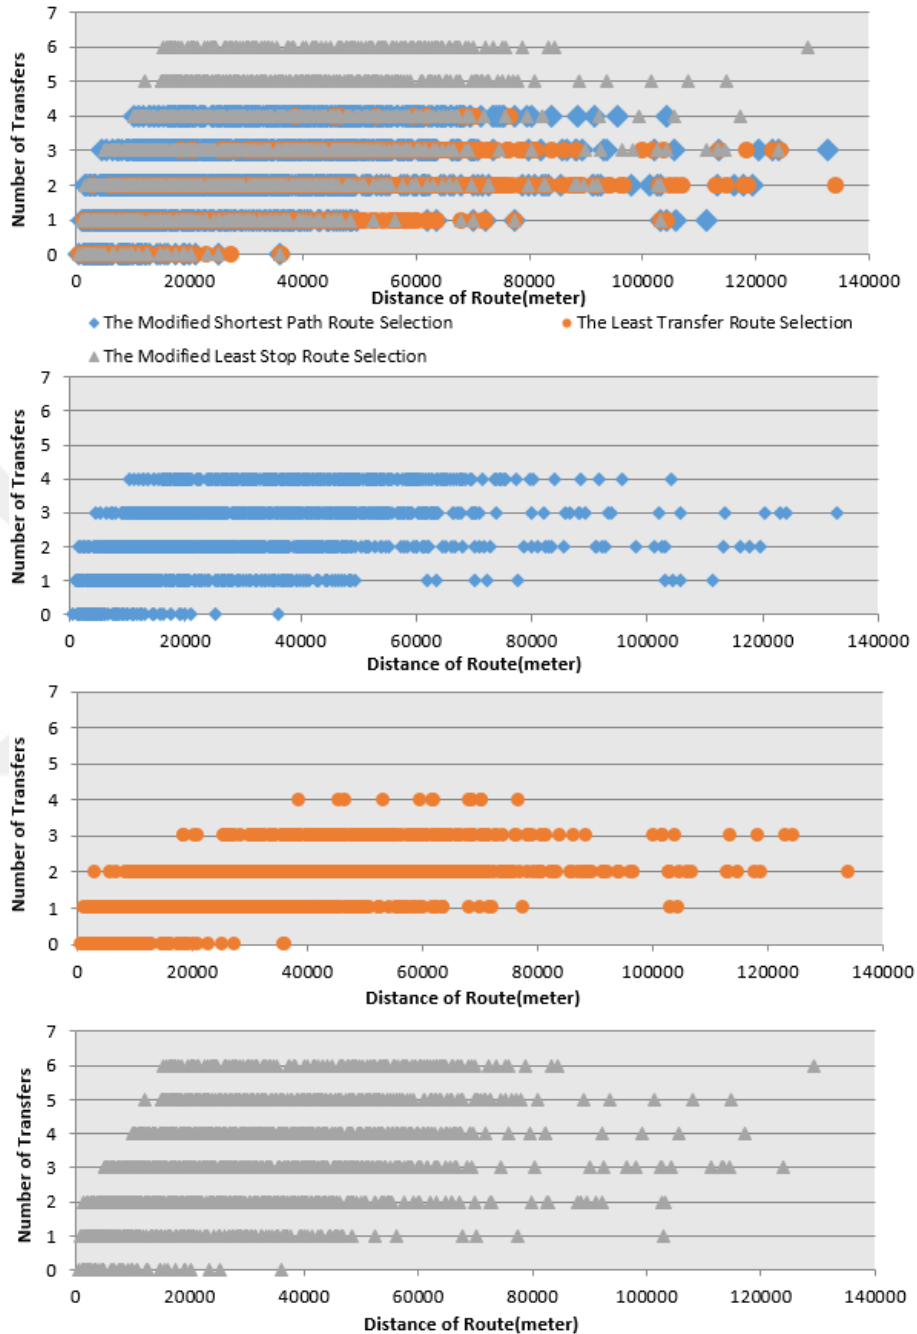 7
6
5
4
3
2
1
0
Number of Transfers
0 20000 40000 60000 80000 100000 120000 140000
Distance of Route(meter)
The Modified Shortest Path Route Selection The Least Transfer Route Selection
The Modified Least Stop Route Selection
7
6
5
4
3
2
1
0
Number of Transfers
0 20000 40000 60000 80000 100000 120000 140000
Distance of Route(meter)
7
6
5
4
3
2
1
0
Number of Transfers
0 20000 40000 60000 80000 100000 120000 140000
Distance of Route(meter)
7
6
5
4
3
2
1
0
Number of Transfers
0 20000 40000 60000 80000 100000 120000 140000
Distance of Route(meter)